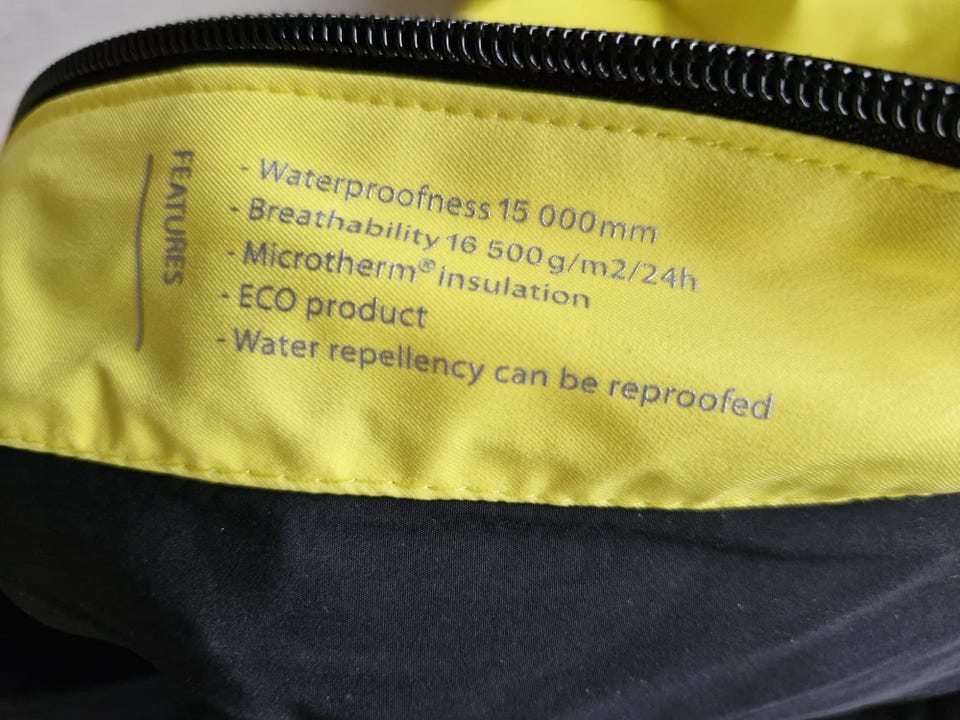 FEATURES
- Waterproofness 15 000mm
- Breathability 16 500g/m2/24h
- Microtherm® insulation
- ECO product
- Water repellency can be reproofed